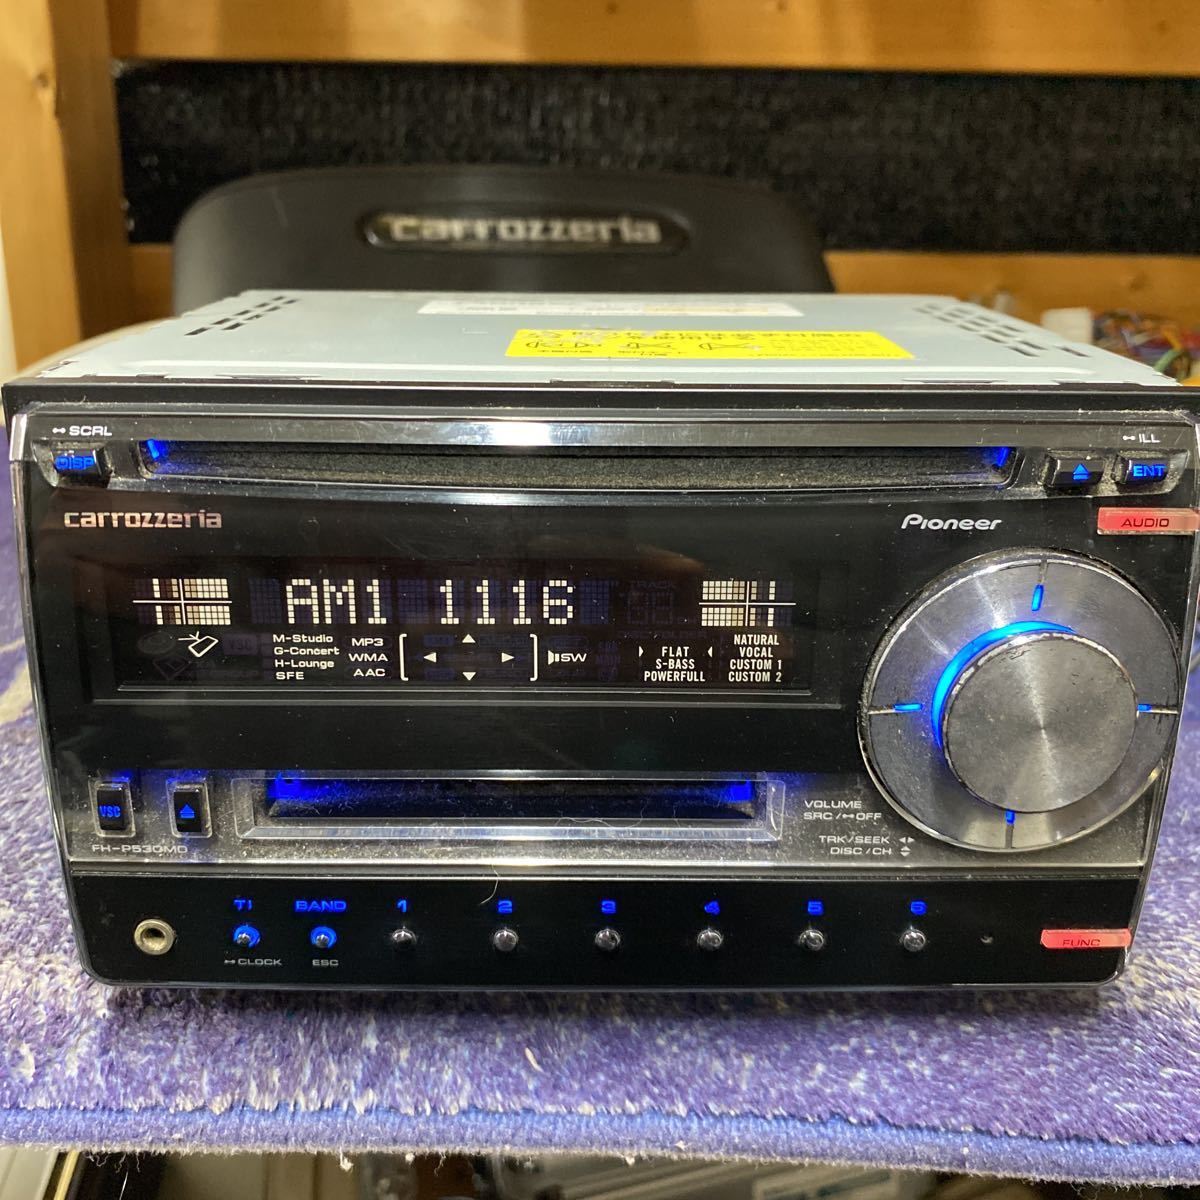 carrozzeria
SCRL
ILL
DISP
ENT
carrozzeria
Pioneer
AUDIO
AM1 1116
M-Studio
G-Concert
H-Lounge
SFE
MP3
WMA
AAC
SW
FLAT
S-BASS
POWERFULL
NATURAL
VOCAL
CUSTOM 1
CUSTOM 2
VSC
FH-P530MD
VOLUME
SRC / OFF
TRK/SEEK
DISC/CH
TI
BAND
1
2
3
4
5
6
CLOCK
ESC
FUNC